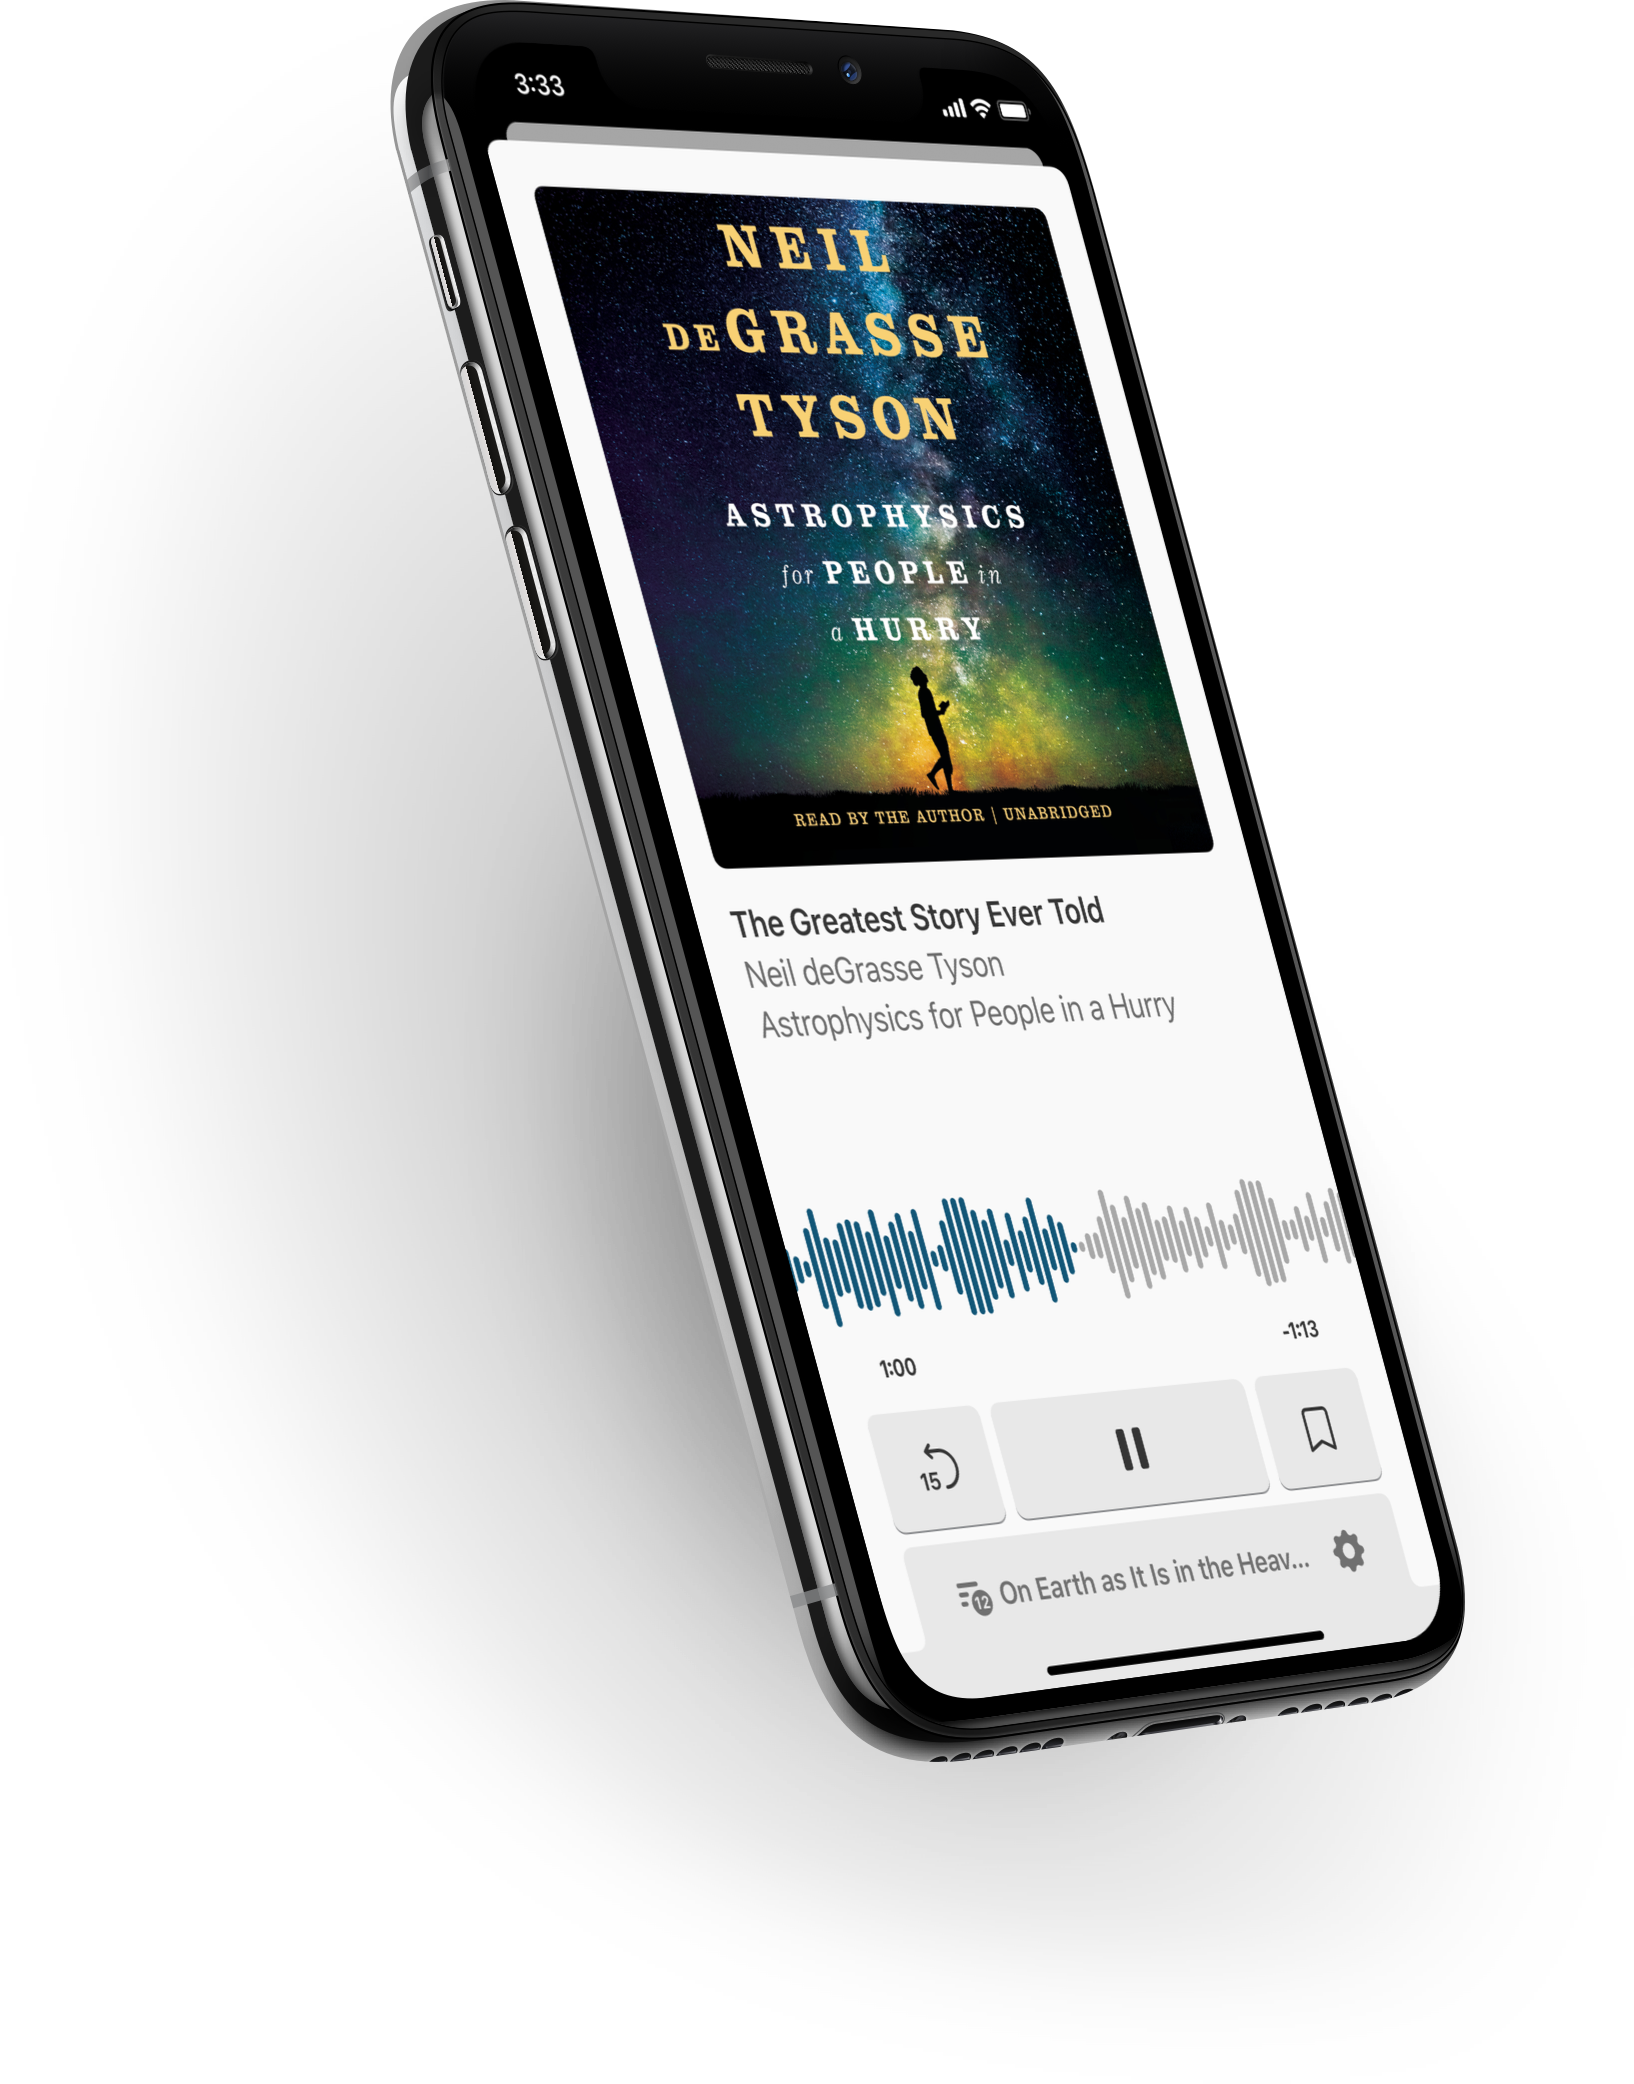 3:33
NEIL
DEGRASSE
TYSON
ASTROPHYSICS
for PEOPLE in
a HURRY
READ BY THE AUTHOR | UNABRIDGED
The Greatest Story Ever Told
Neil deGrasse Tyson
Astrophysics for People in a Hurry
1:00
-1:13
15
12 On Earth as It Is in the Heav...